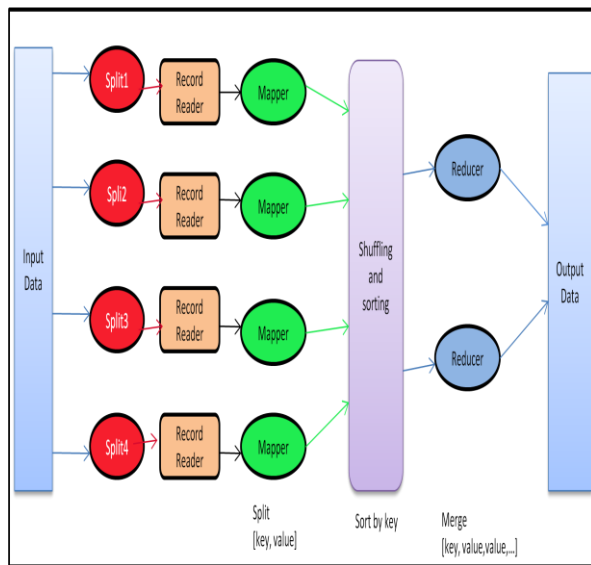 Input
Data
Split1
Record
Reader
Mapper
Spli2
Record
Reader
Mapper
Split3
Record
Reader
Mapper
Split4
Record
Reader
Mapper
Shuffling
and
sorting
Reducer
Reducer
Output
Data
Split
[key, value]
Sort by key
Merge
[key, value,value,...]